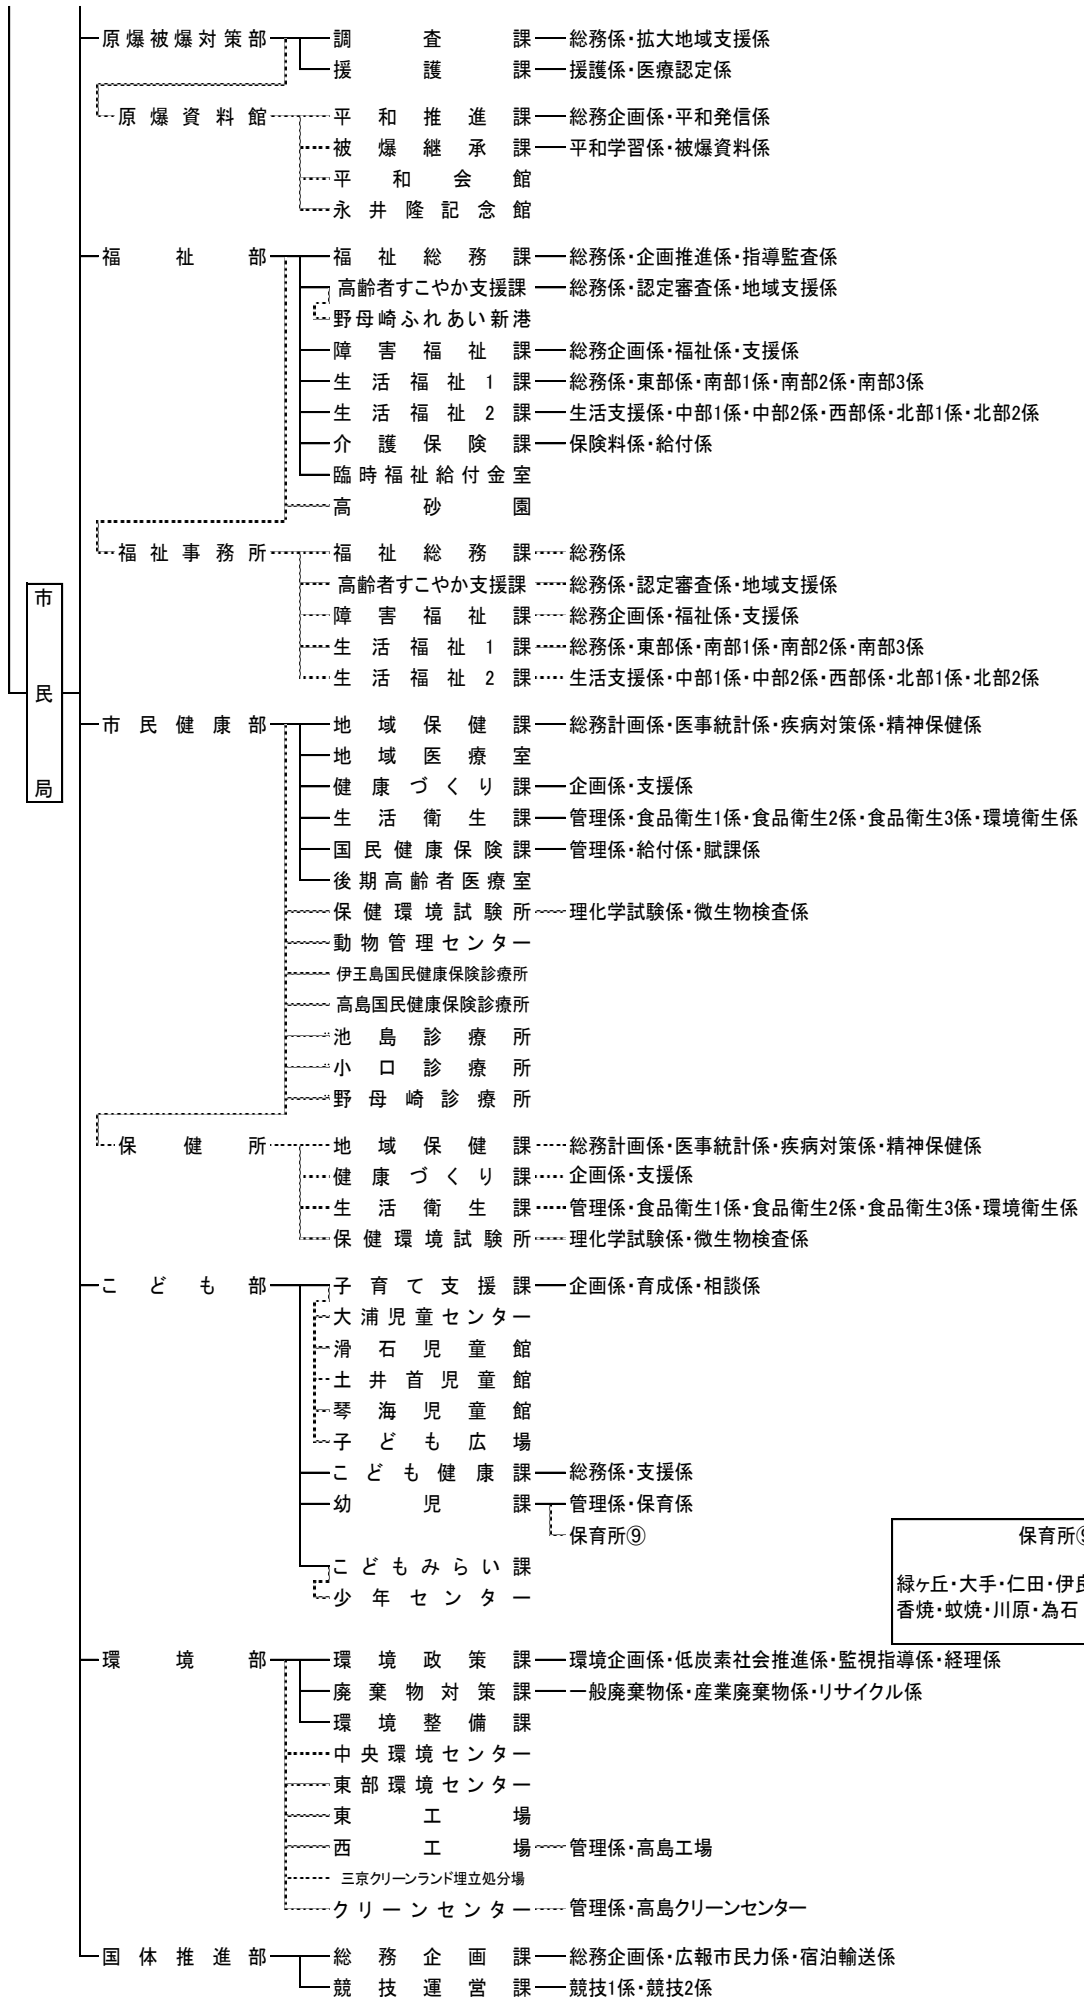 原爆被爆対策部 調査課 総務係・拡大地域支援係
援護課 援護係・医療認定係
原爆資料館 平和推進課 総務企画係・平和発信係
被爆継承課 平和学習係・被爆資料係
平和会館
永井隆記念館
福祉部 福祉総務課 総務係・企画推進係・指導監査係
高齢者すこやか支援課 総務係・認定審査係・地域支援係
野母崎ふれあい新港
障害福祉課 総務企画係・福祉係・支援係
生活福祉1課 総務係・東部係・南部1係・南部2係・南部3係
生活福祉2課 生活支援係・中部1係・中部2係・西部係・北部1係・北部2係
介護保険課 保険料係・給付係
臨時福祉給付金室
高砂園
福祉事務所 福祉総務課 総務係
高齢者すこやか支援課 総務係・認定審査係・地域支援係
障害福祉課 総務企画係・福祉係・支援係
生活福祉1課 総務係・東部係・南部1係・南部2係・南部3係
生活福祉2課 生活支援係・中部1係・中部2係・西部係・北部1係・北部2係
市民局
市民健康部 地域保健課 総務計画係・医事統計係・疾病対策係・精神保健係
地域医療室
健康づくり課 企画係・支援係
生活衛生課 管理係・食品衛生1係・食品衛生2係・食品衛生3係・環境衛生係
国民健康保険課 管理係・給付係・賦課係
後期高齢者医療室
保健環境試験所 理化学試験係・微生物検査係
動物管理センター
伊王島国民健康保険診療所
高島国民健康保険診療所
池島診療所
小口診療所
野母崎診療所
保健所 地域保健課 総務計画係・医事統計係・疾病対策係・精神保健係
健康づくり課 企画係・支援係
生活衛生課 管理係・食品衛生1係・食品衛生2係・食品衛生3係・環境衛生係
保健環境試験所 理化学試験係・微生物検査係
こども部 子育て支援課 企画係・育成係・相談係
大浦児童センター
滑石児童館
土井首児童館
琴海児童館
子ども広場
こども健康課 総務係・支援係
幼児課 管理係・保育係
保育所⑨
保育所⑨
緑ヶ丘・大手・仁田・伊良
香焼・蚊焼・川原・為石
こどもみらい課
少年センター
環境部 環境政策課 環境企画係・低炭素社会推進係・監視指導係・経理係
廃棄物対策課 一般廃棄物係・産業廃棄物係・リサイクル係
環境整備課
中央環境センター
東部環境センター
東工場
西工場 管理係・高島工場
三京クリーンランド埋立処分場
クリーンセンター 管理係・高島クリーンセンター
国体推進部 総務企画課 総務企画係・広報市民力係・宿泊輸送係
競技運営課 競技1係・競技2係